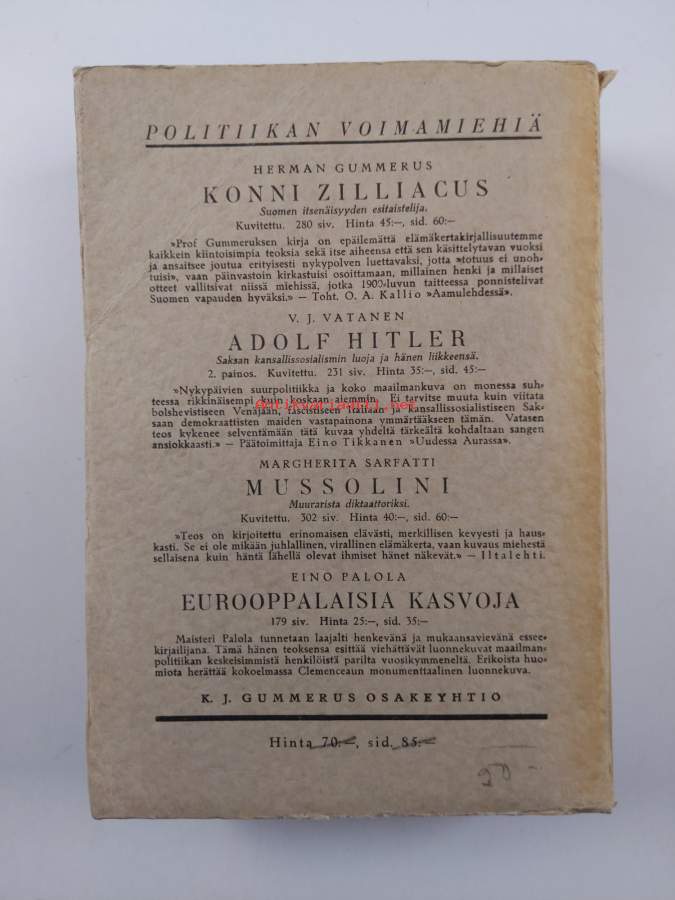 POLITIIKAN VOIMAMIEHIÄ
HERMAN GUMMERUS
KONNI ZILLIACUS
Suomen itsenäisyyden esitaistelija.
Kuvitettu. 280 siv. Hinta 45:—, sid. 60:—
»Prof Gummeruksen kirja on epäilemättä elämäkertakirjallisuutemme
kaikkein kiintoisimpia teoksia sekä itse aiheensa että sen käsittelytavan vuoksi
ja ansaitsee joutua erityisesti nykypolven luettavaksi, jotta »totuus ei unoh-
tuisi», vaan päinvastoin kirkastuisi osoittamaan, millainen henki ja millaiset
otteet vallitsivat niissä miehissä, jotka 1900-luvun taitteessa ponnistelivat
Suomen vapauden hyväksi.» — Toht. O. A. Kallio »Aamulehdessä».
V. J. VATANEN
ADOLF HITLER
Saksan kansallissosialismin luoja ja hänen liikkeensä.
2. painos. Kuvitettu. 231 siv. Hinta 35:—, sid. 45:—
»Nykypäivien suurpolitiikka ja koko maailmankuva on monessa suh-
teessa rikkinäisempi kuin koskaan aiemmin. Ei tarvitse muuta kuin viitata
bolshevistiseen Venäjään, fascistiseen Italiaan ja kansallissosialistiseen Sak-
saan demokraattisten maiden vastapainona ymmärtääkseen tämän. Vatasen
teos kykenee selventämään tätä kuvaa yhdeltä tärkeältä kohdaltaan sangen
ansiokkaasti.» — Päätoimittaja Eino Tikkanen »Uudessa Aurassa».
MARGHERITA SARFATTI
MUSSOLINI
Muurarista diktaattoriksi.
Kuvitettu. 302 siv. Hinta 40:—, sid. 60:—
»Teos on kirjoitettu erinomaisen elävästi, merkillisen kevyesti ja haus-
kasti. Se ei ole mikään juhlallinen, virallinen elämäkerta, vaan kuvaus miehestä
sellaisena kuin häntä lähellä olevat ihmiset hänet näkevät.» — Iltalehti.
EINO PALOLA
EUROOPPALAISIA KASVOJA
179 siv. Hinta 25:—, sid. 35:—
Maisteri Palola tunnetaan laajalti henkevänä ja mukaansavievänä essee-
kirjailijana. Tämä hänen teoksensa esittää viehättävät luonnekuvat maailman-
politiikan keskeisimmistä henkilöistä parilta vuosikymmeneltä. Erikoista huo-
miota herättää kokoelmassa Clemenceaun monumenttaalinen luonnekuva.
K. J. GUMMERUS OSAKEYHTIO
Hinta 70:—, sid. 85:—